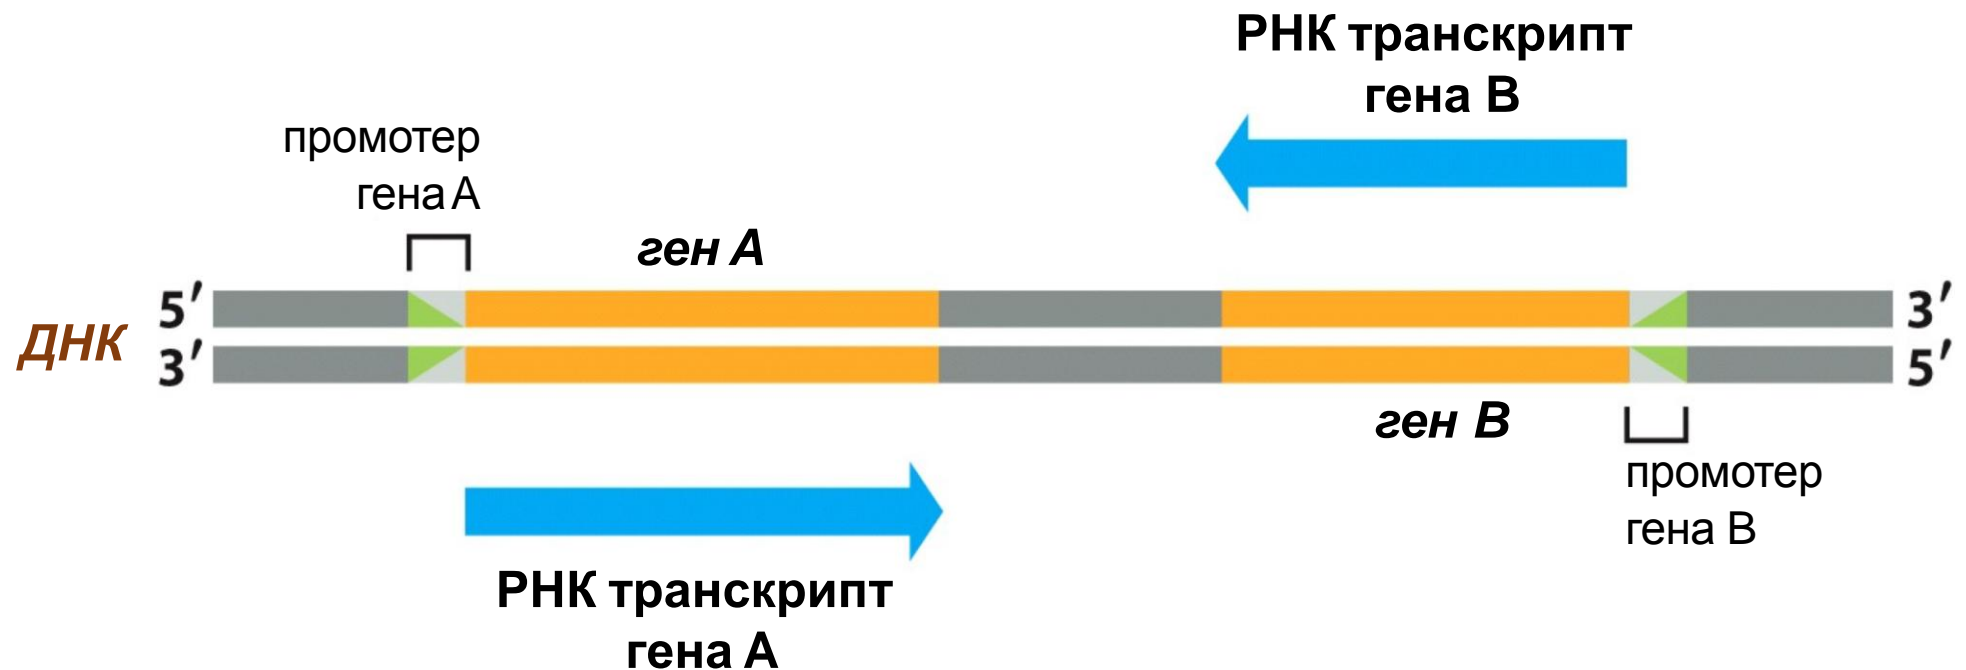 РНК транскрипт
гена В
промотер
гена А
ген А
5′
3′
ДНК
3′
5′
ген В
промотер
гена В
РНК транскрипт
гена А